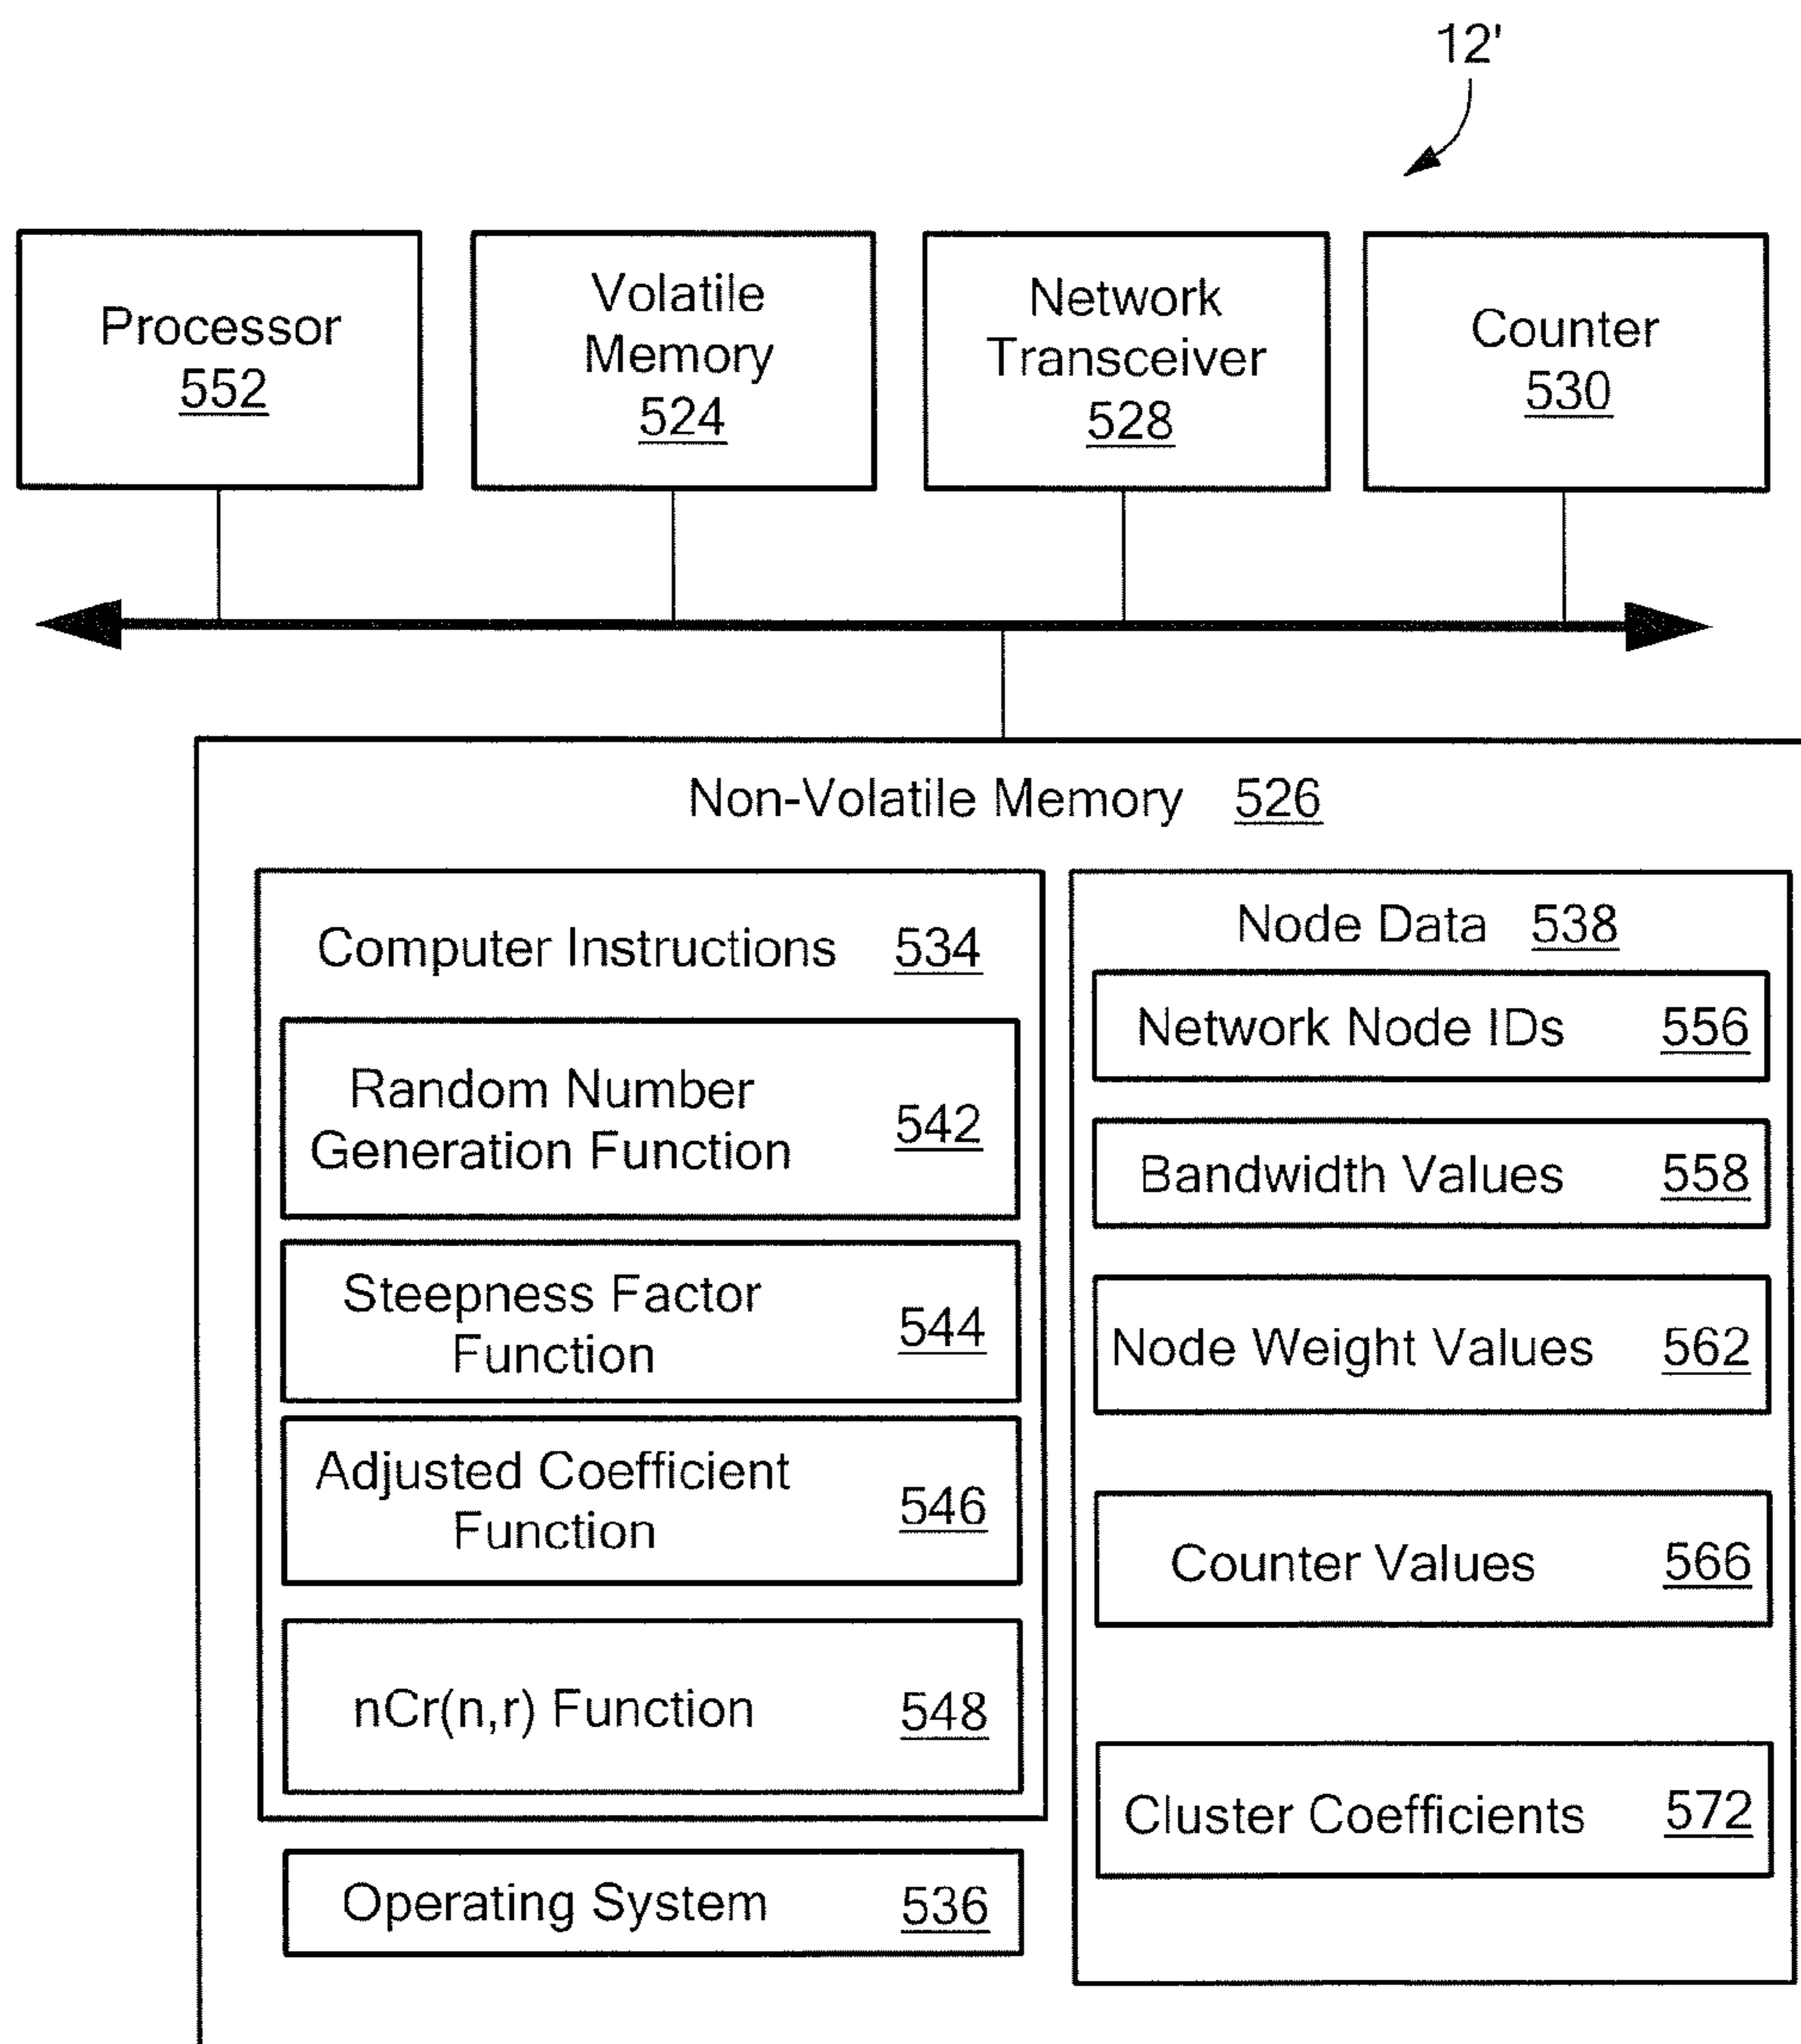 12'
Processor
552
Volatile
Memory
524
Network
Transceiver
528
Counter
530
Non-Volatile Memory 526
Computer Instructions 534
Random Number
Generation Function 542
Steepness Factor
Function 544
Adjusted Coefficient
Function 546
nCr(n,r) Function 548
Operating System 536
Node Data 538
Network Node IDs 556
Bandwidth Values 558
Node Weight Values 562
Counter Values 566
Cluster Coefficients 572